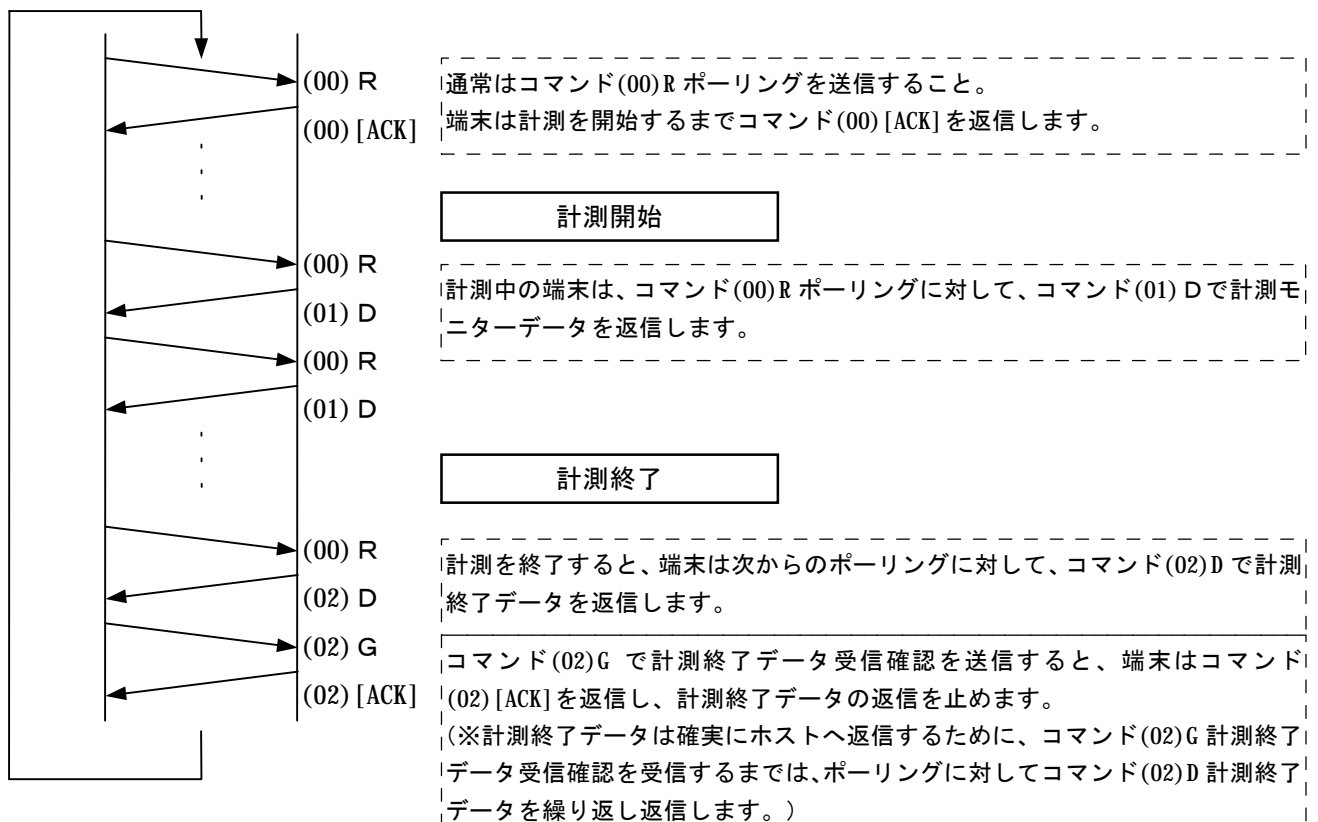 (00) R
通常はコマンド(00)R ポーリングを送信すること。
(00) [ACK]
端末は計測を開始するまでコマンド(00)[ACK]を返信します。
計測開始
(00) R
(01) D
計測中の端末は、コマンド(00)R ポーリングに対して、コマンド(01) Dで計測モ
ニターデータを返信します。
(00) R
(01) D
計測終了
(00) R
(02) D
計測を終了すると、端末は次からのポーリングに対して、コマンド(02)D で計測
終了データを返信します。
(02) G
(02) [ACK]
コマンド(02)G で計測終了データ受信確認を送信すると、端末はコマンド
(02)[ACK]を返信し、計測終了データの返信を止めます。
(※計測終了データは確実にホストへ返信するために、コマンド(02)G 計測終了
データ受信確認を受信するまでは、ポーリングに対してコマンド(02)D 計測終了
データを繰り返し返信します。)